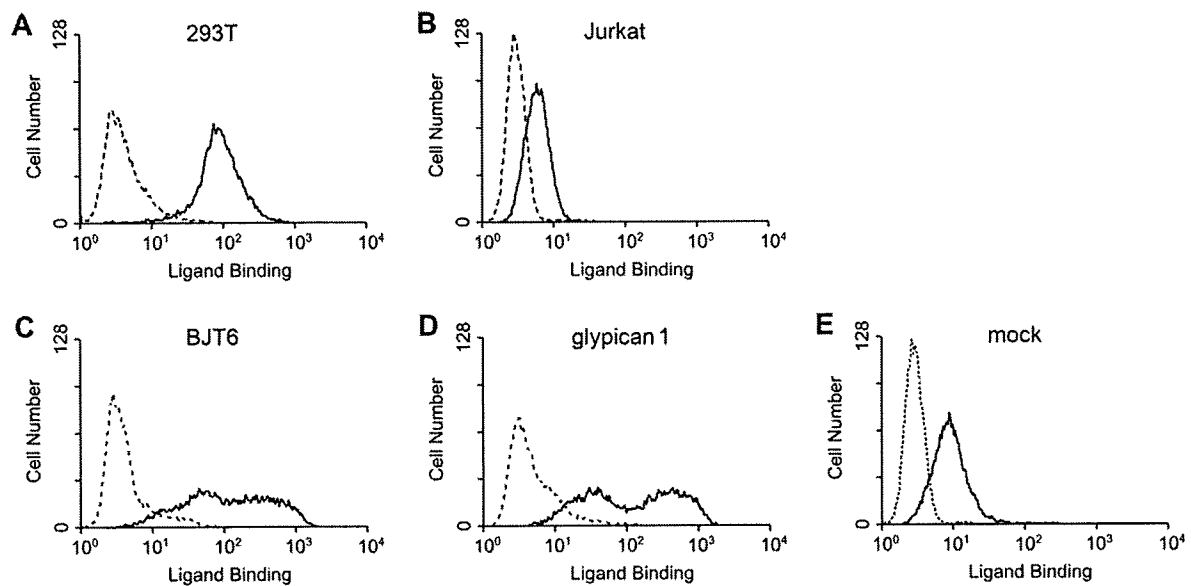 A
293T
128
Cell Number
0
10⁰
10¹
10²
10³
10⁴
Ligand Binding
B
Jurkat
128
Cell Number
0
10⁰
10¹
10²
10³
10⁴
Ligand Binding
C
BJT6
128
Cell Number
0
10⁰
10¹
10²
10³
10⁴
Ligand Binding
D
glypican 1
128
Cell Number
0
10⁰
10¹
10²
10³
10⁴
Ligand Binding
E
mock
128
Cell Number
0
10⁰
10¹
10²
10³
10⁴
Ligand Binding